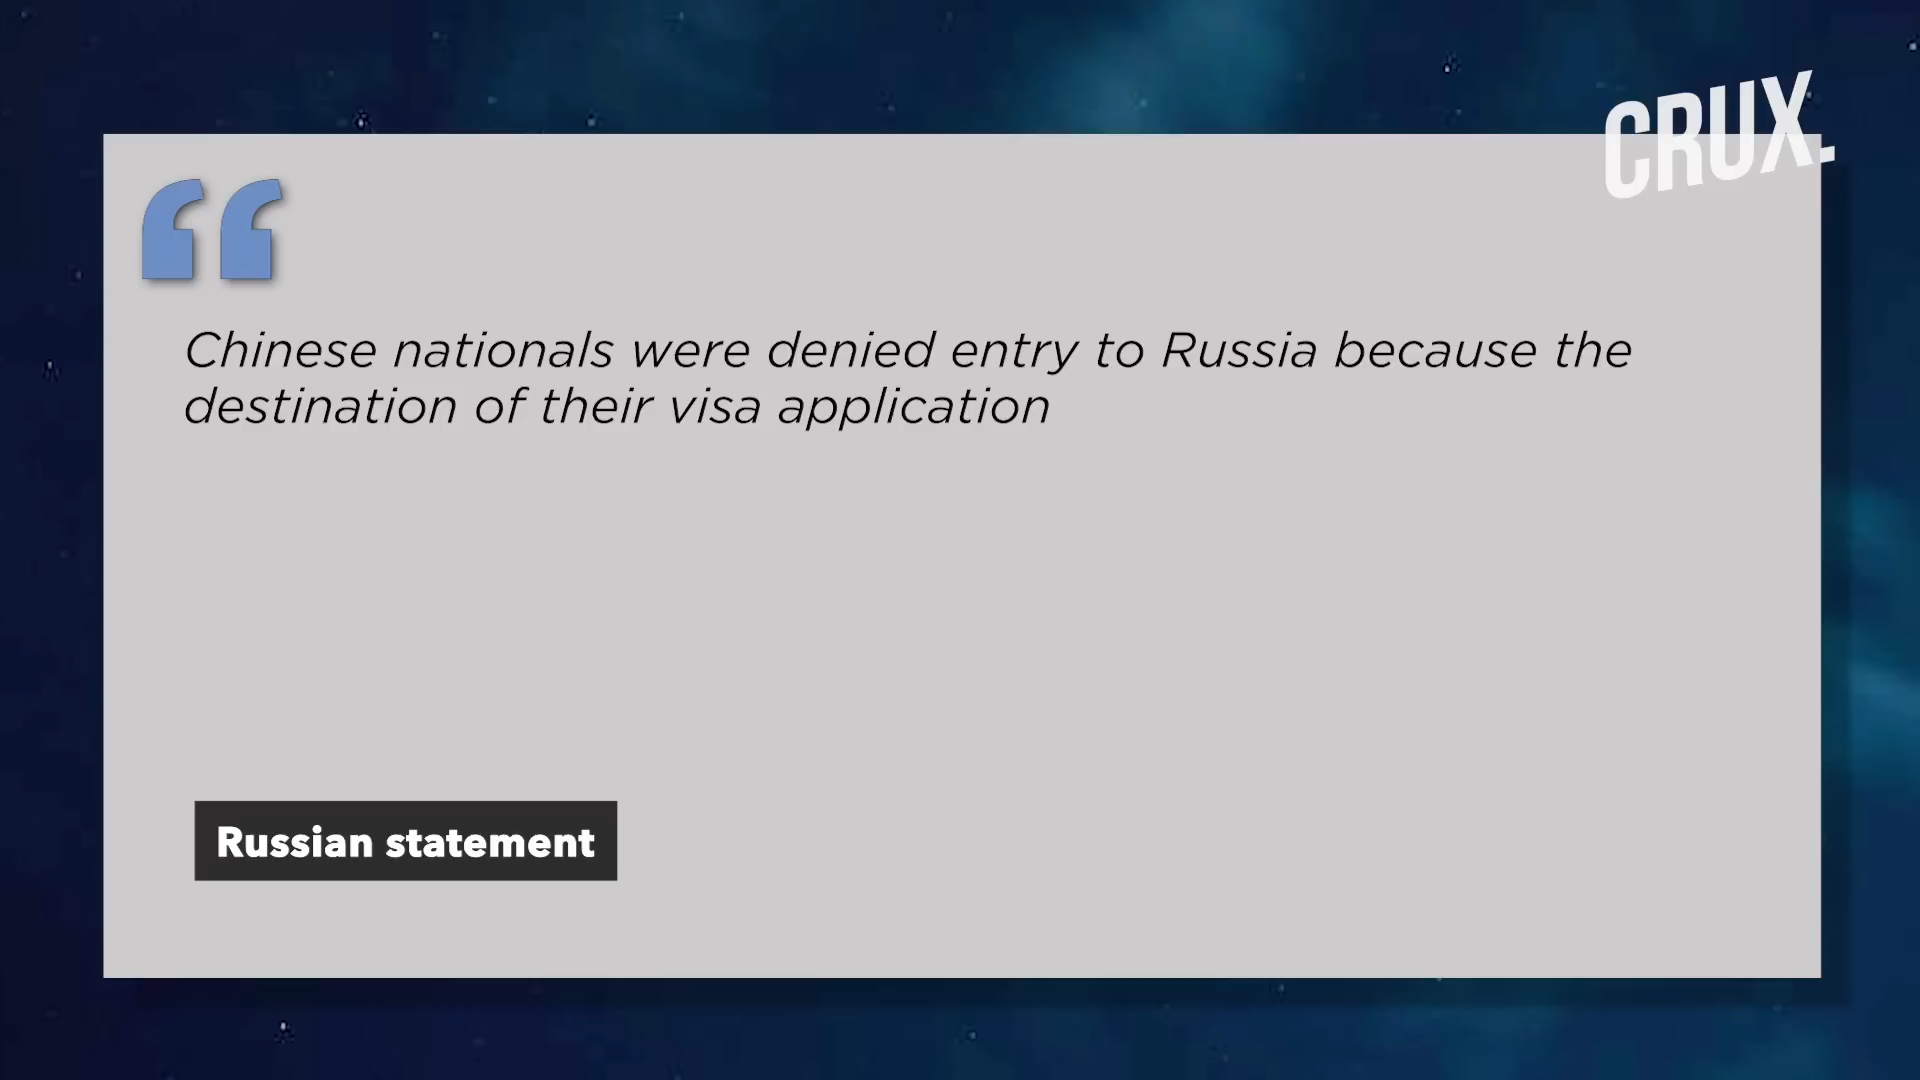 CRUX.
“
Chinese nationals were denied entry to Russia because the
destination of their visa application
Russian statement